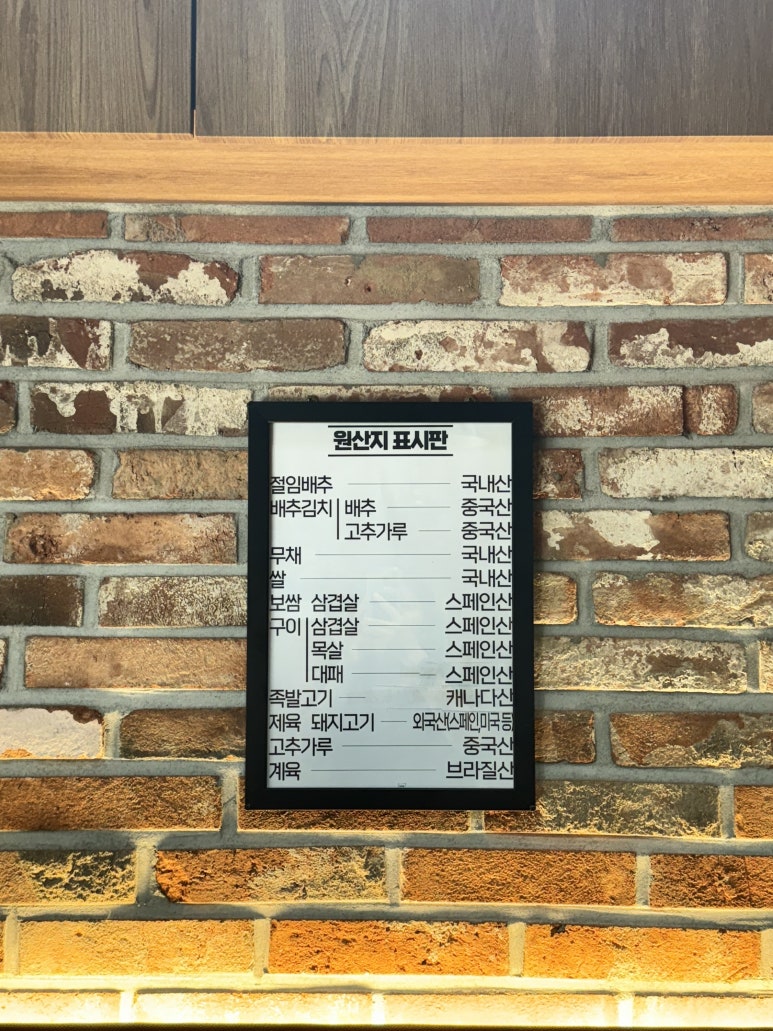 원산지 표시판
절임배추 국내산
배추김치 배추 중국산
고추가루 중국산
무채 국내산
쌀 국내산
보쌈 삼겹살 스페인산
구이 삼겹살 스페인산
목살 스페인산
대패 스페인산
족발고기 캐나다산
제육 돼지고기 외국산(스페인,미국 등)
고추가루 중국산
계육 브라질산